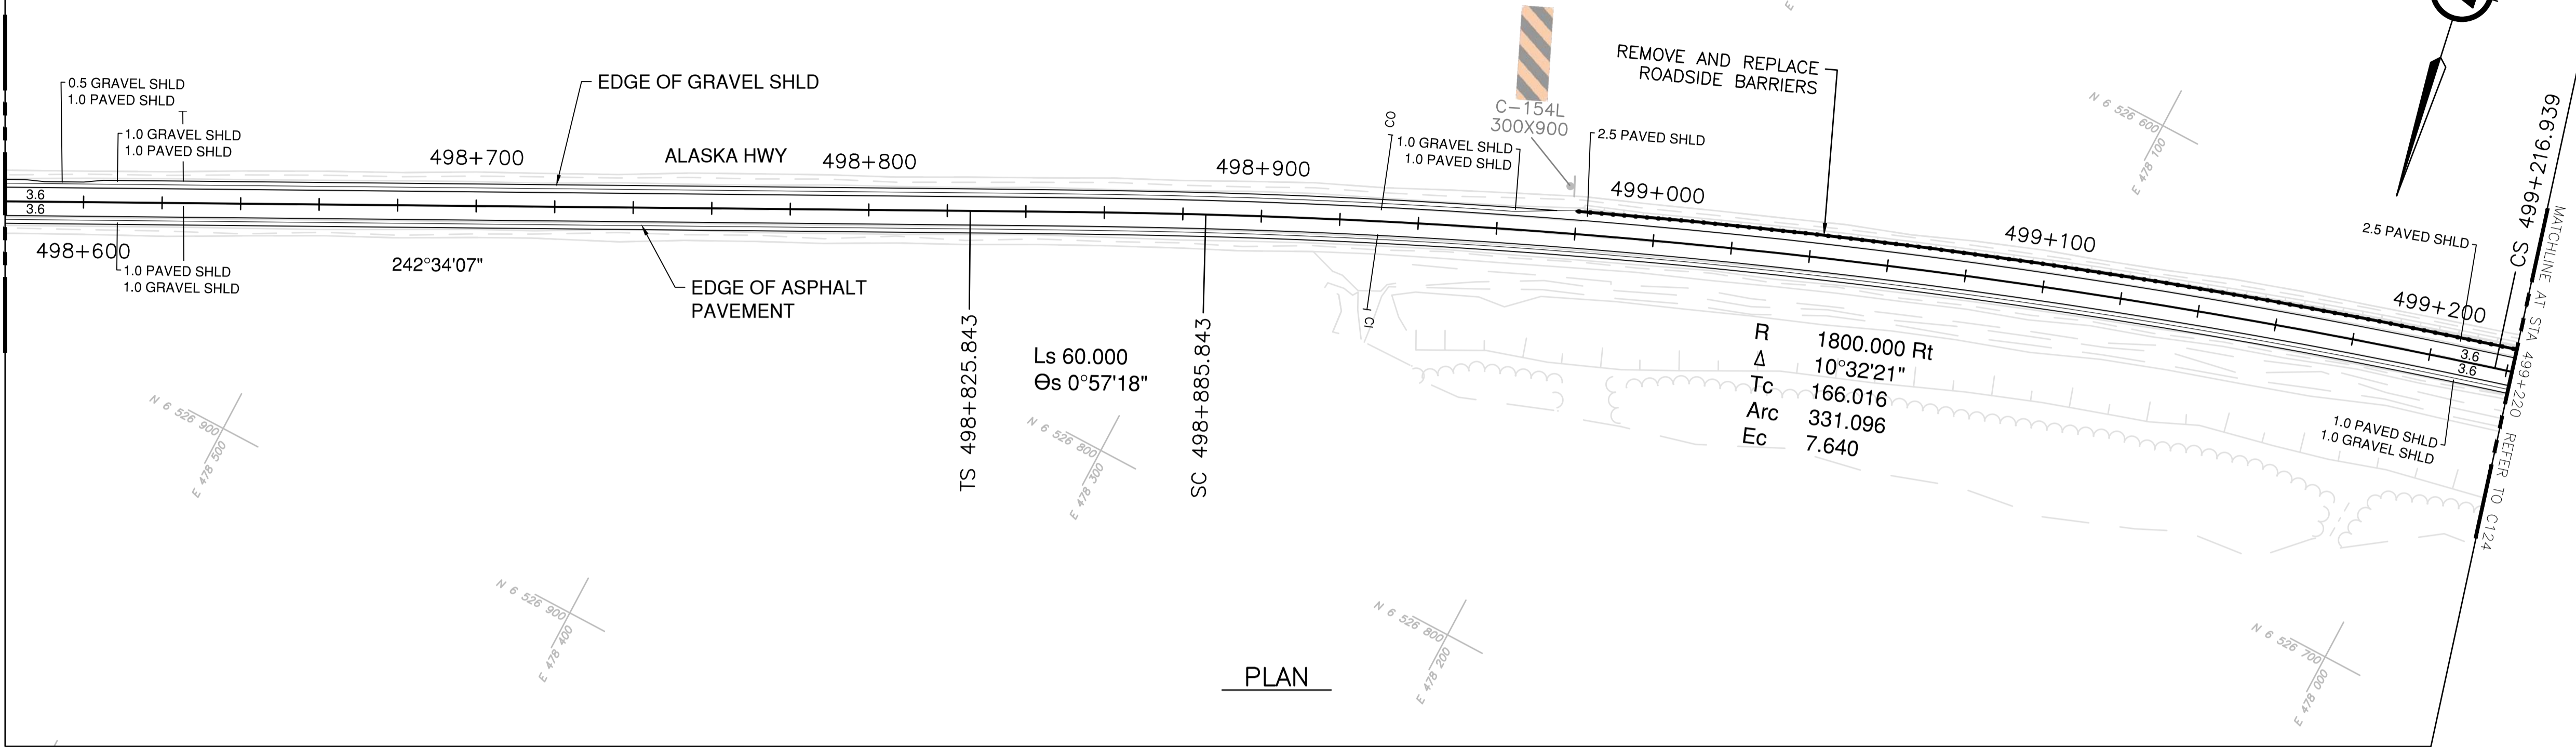 0.5 GRAVEL SHLD
1.0 PAVED SHLD
1.0 GRAVEL SHLD
1.0 PAVED SHLD
EDGE OF GRAVEL SHLD
498+700
ALASKA HWY
498+800
498+900
CO
1.0 GRAVEL SHLD
1.0 PAVED SHLD
C-154L
300X900
2.5 PAVED SHLD
REMOVE AND REPLACE
ROADSIDE BARRIERS
499+000
N 6 526 600
E 478 100
499+100
2.5 PAVED SHLD
499+200
CS 499+216.939
MATCHLINE AT STA 499+220 REFER TO C124
3.6
3.6
498+600
1.0 PAVED SHLD
1.0 GRAVEL SHLD
242°34'07"
EDGE OF ASPHALT
PAVEMENT
TS 498+825.843
Ls 60.000
Θs 0°57'18"
SC 498+885.843
CI
R 1800.000 Rt
Δ 10°32'21"
Tc 166.016
Arc 331.096
Ec 7.640
3.6
3.6
1.0 PAVED SHLD
1.0 GRAVEL SHLD
N 6 526 900
E 478 500
N 6 526 800
E 478 300
N 6 526 900
E 478 400
N 6 526 800
E 478 200
N 6 526 700
E 478 000
PLAN